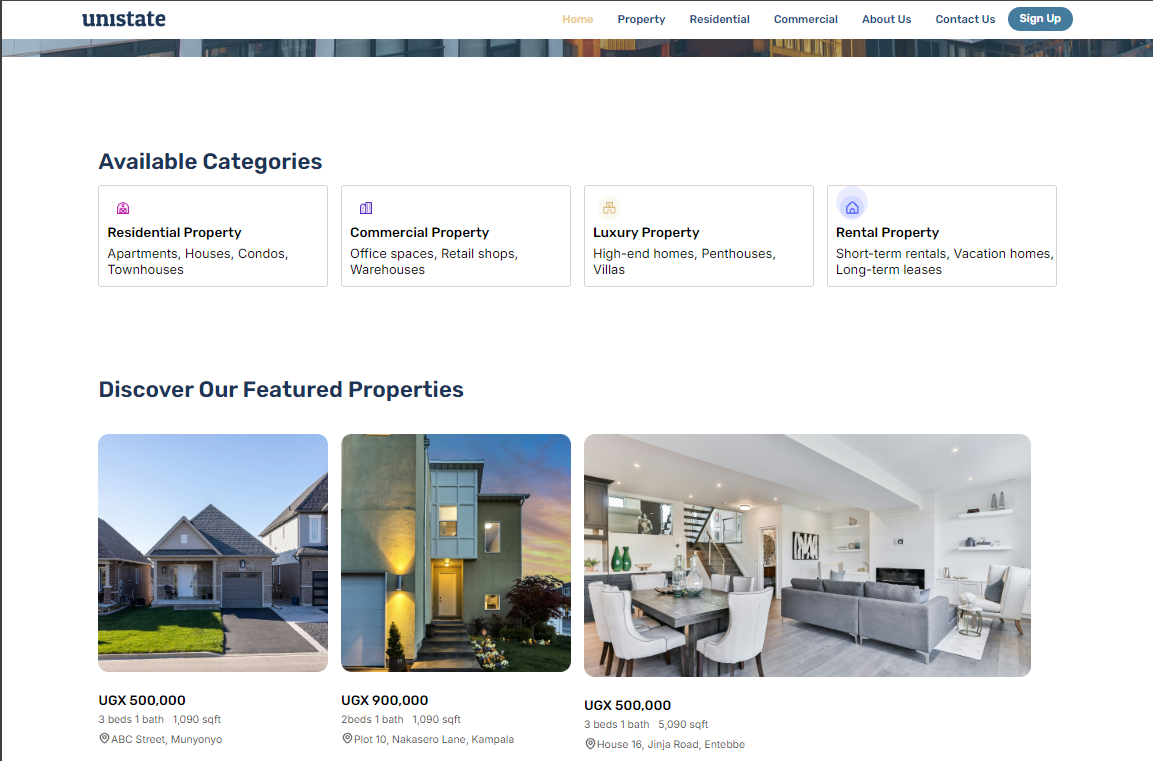 unıstate
Home Property Residential Commercial About Us Contact Us Sign Up
Available Categories
Residential Property
Apartments, Houses, Condos,
Townhouses
Commercial Property
Office spaces, Retail shops,
Warehouses
Luxury Property
High-end homes, Penthouses,
Villas
Rental Property
Short-term rentals, Vacation homes,
Long-term leases
Discover Our Featured Properties
UGX 500,000
3 beds 1 bath 1,090 sqft
ABC Street, Munyonyo
UGX 900,000
2beds 1 bath 1,090 sqft
Plot 10, Nakasero Lane, Kampala
UGX 500,000
3 beds 1 bath 5,090 sqft
House 16, Jinja Road, Entebbe